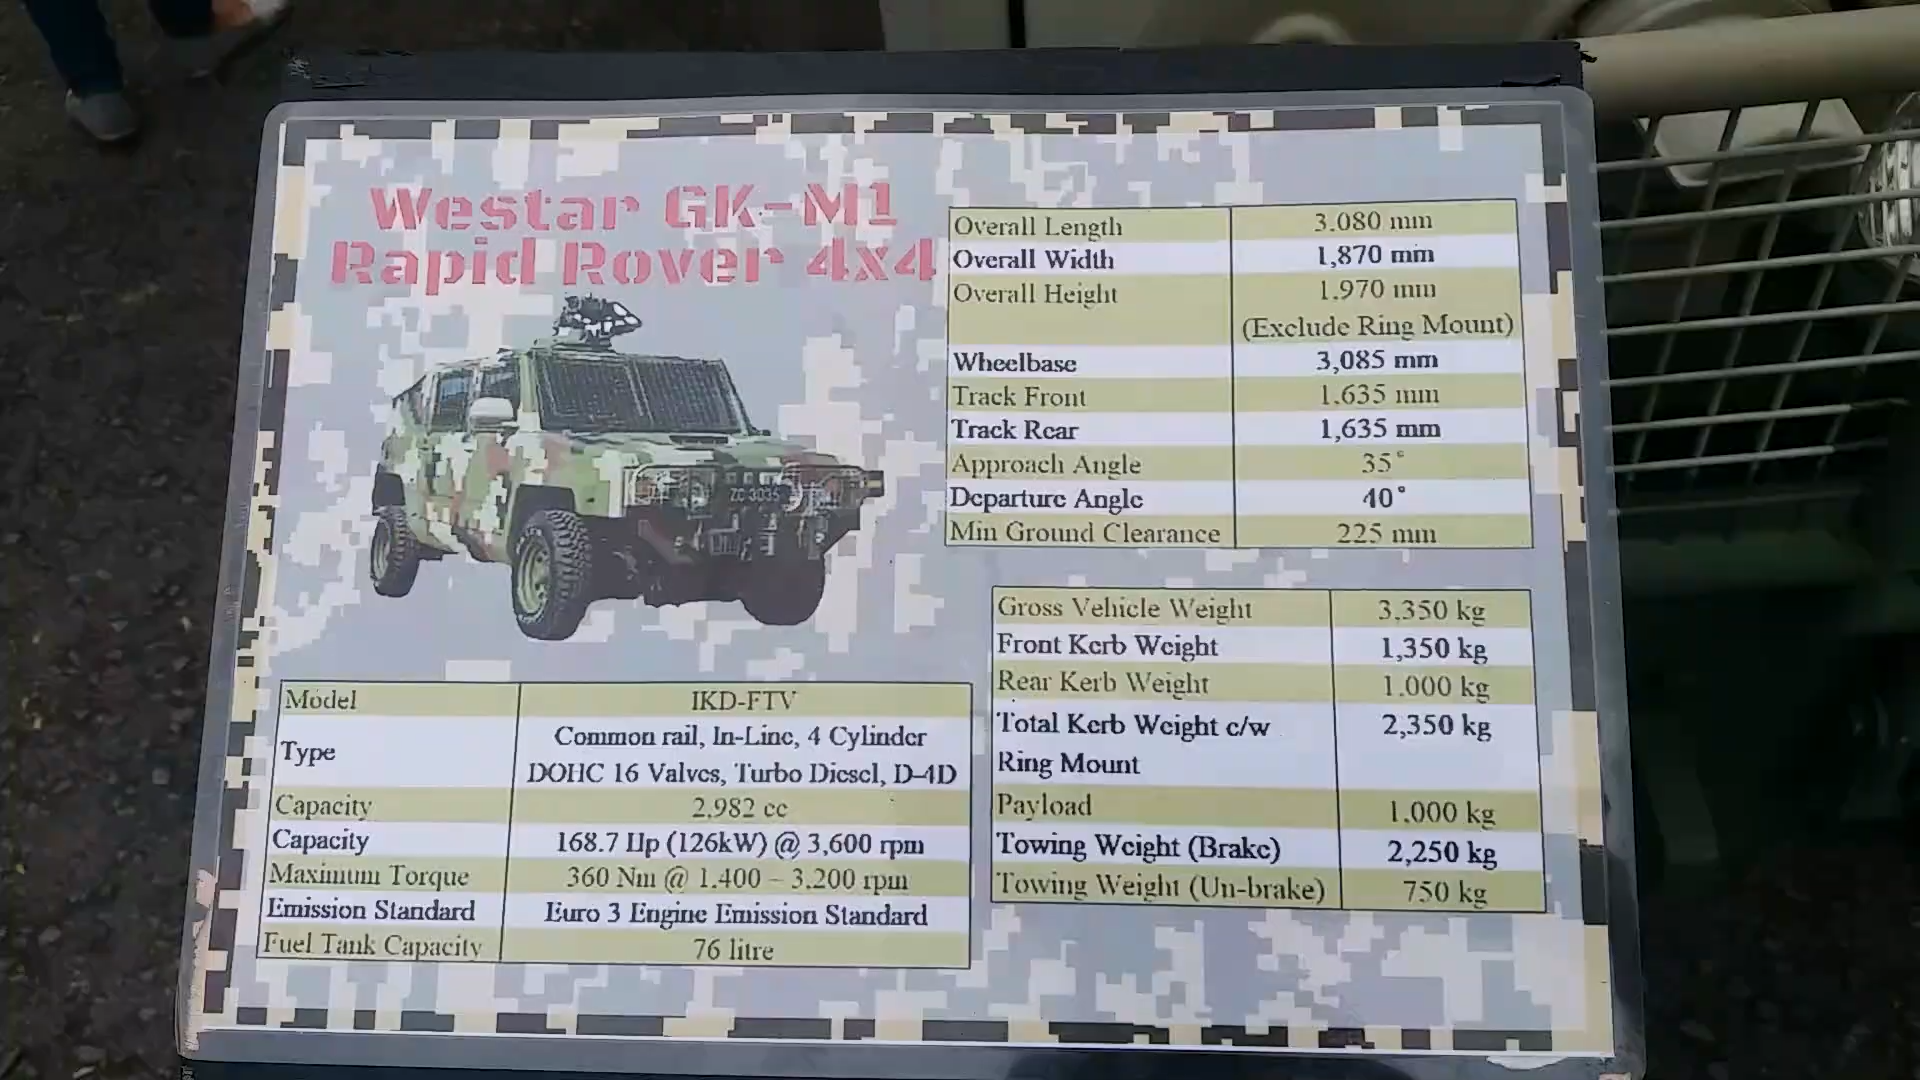 Westar GK-M1
Rapid Rover 4x4
Overall Length 3.080 mm
Overall Width 1,870 mm
Overall Height 1.970 mm
(Exclude Ring Mount)
Wheelbase 3,085 mm
Track Front 1.635 mm
Track Rear 1,635 mm
Approach Angle 35°
Departure Angle 40°
Min Ground Clearance 225 mm
ZC 3035
Gross Vehicle Weight 3,350 kg
Front Kerb Weight 1,350 kg
Rear Kerb Weight 1.000 kg
Total Kerb Weight c/w 2,350 kg
Ring Mount
Payload 1.000 kg
Towing Weight (Brake) 2,250 kg
Towing Weight (Un-brake) 750 kg
Model IKD-FTV
Type Common rail, In-Line, 4 Cylinder
DOHC 16 Valves, Turbo Diesel, D-4D
Capacity 2.982 cc
Capacity 168.7 Hp (126kW) @ 3,600 rpm
Maximum Torque 360 Nm @ 1.400 – 3.200 rpm
Emission Standard Euro 3 Engine Emission Standard
Fuel Tank Capacity 76 litre